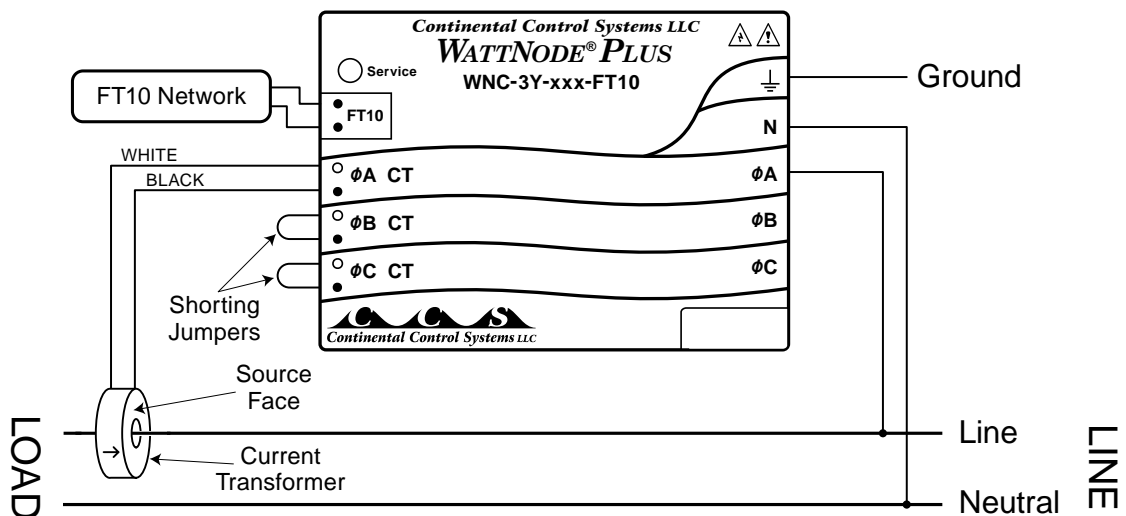 Continental Control Systems LLC
WATTNODE® PLUS
WNC-3Y-xxx-FT10
Service
FT10 Network
FT10
Ground
N
WHITE
BLACK
ϕA CT
ϕA
ϕB CT
ϕB
ϕC CT
ϕC
Shorting
Jumpers
CCS
Continental Control Systems LLC
Source
Face
Current
Transformer
LOAD
Line
Neutral
LINE